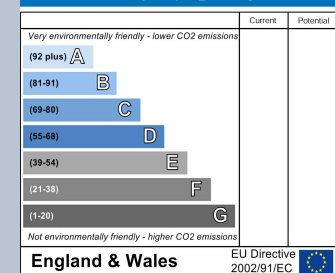 Current Potential
Very environmentally friendly - lower CO2 emissions
(92 plus) A
(81-91) B
(69-80) C
(55-68) D
(39-54) E
(21-38) F
(1-20) G
Not environmentally friendly - higher CO2 emissions
England & Wales
EU Directive
2002/91/EC